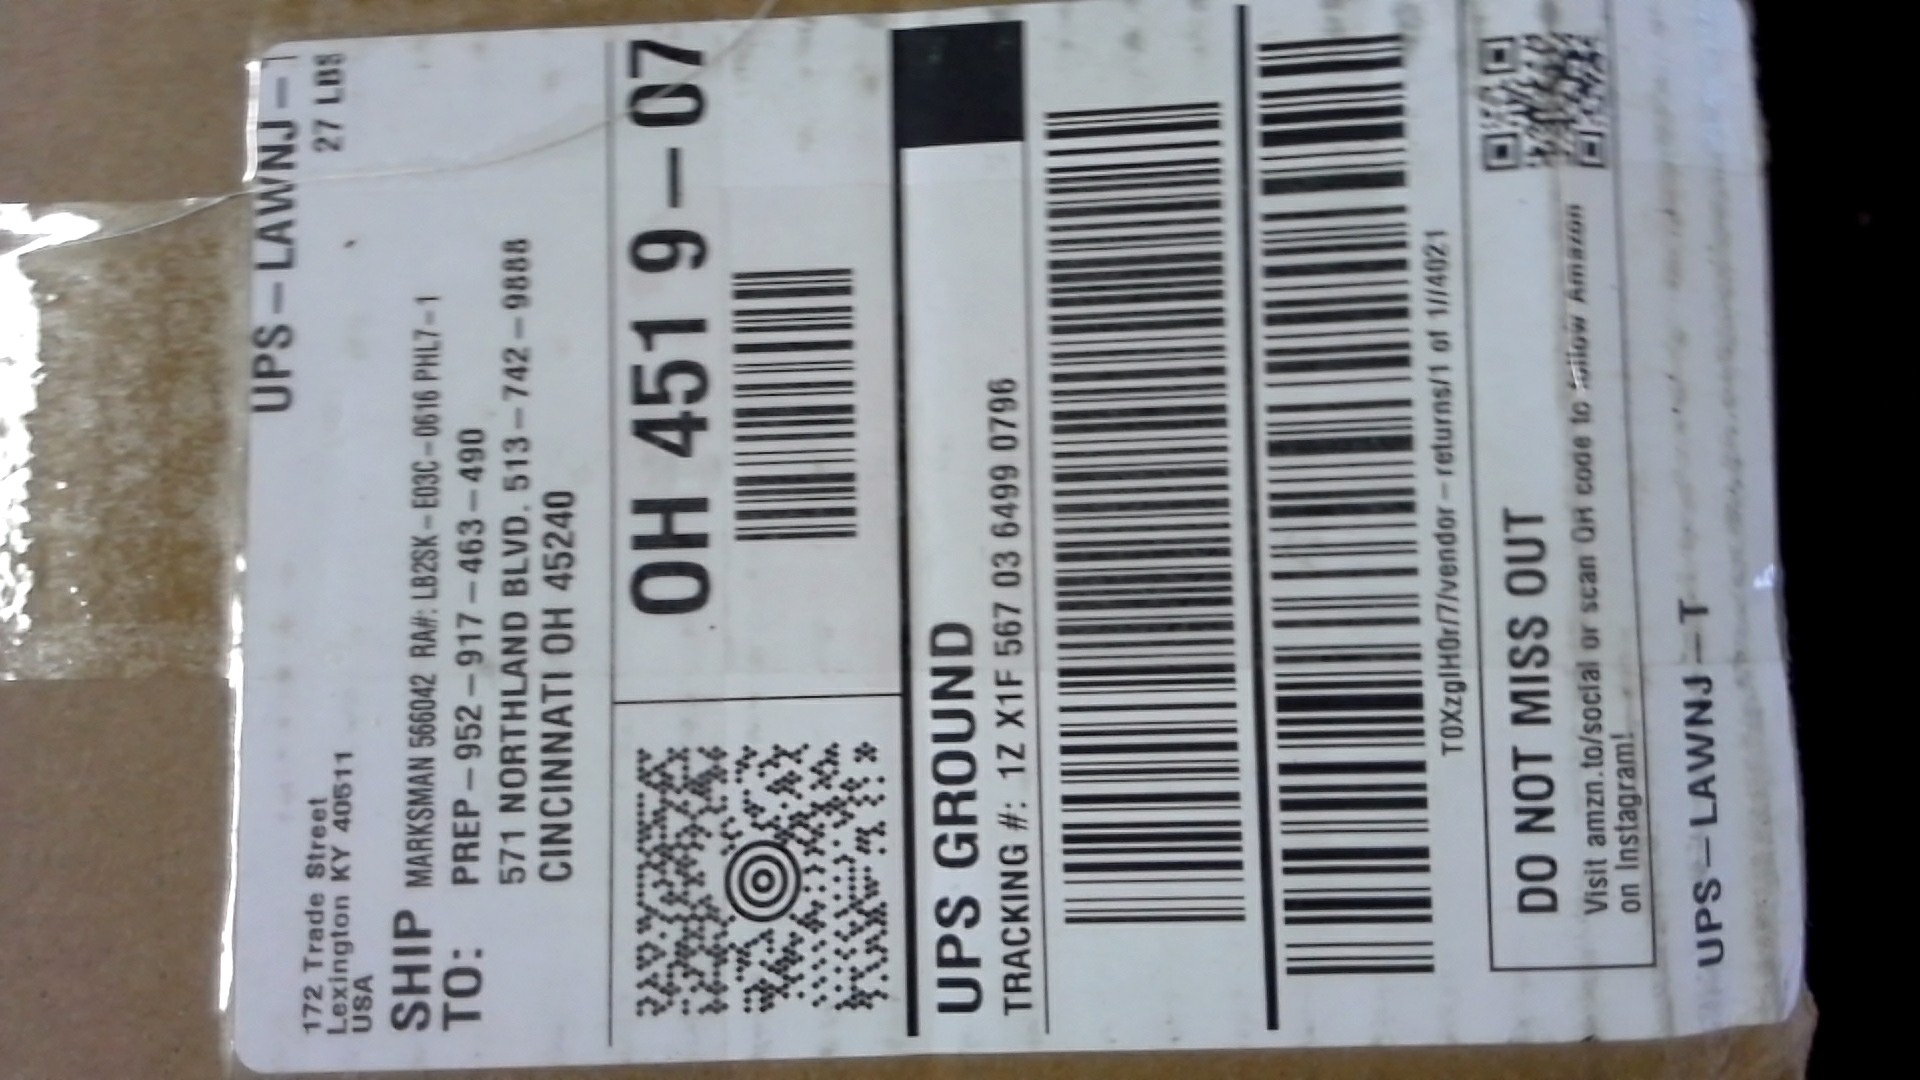 UPS-LAWNJ-T
27 LBS
172 Trade Street
Lexington KY 40511
USA
SHIP
TO:
MARKSMAN 566042 RA#: LB2SK-E03C-0616 PHL7-1
PREP-952-917-463-490
571 NORTHLAND BLVD. 513-742-9888
CINCINNATI OH 45240
OH 451 9-07
UPS GROUND
TRACKING #: 1Z X1F 567 03 6499 0796
T0XzglH0r/7/vendor-returns/1 of 1//4021
DO NOT MISS OUT
Visit amzn.to/social or scan QR code to follow Amazon
on Instagram!
UPS-LAWNJ-T